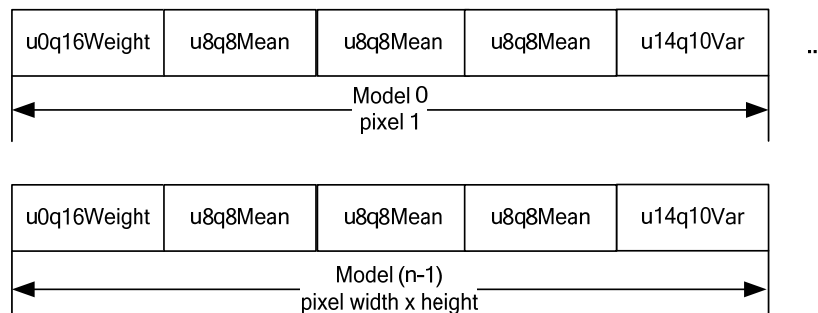 u0q16Weight u8q8Mean u8q8Mean u8q8Mean u14q10Var ..
Model 0
pixel 1
u0q16Weight u8q8Mean u8q8Mean u8q8Mean u14q10Var
Model (n-1)
pixel width x height